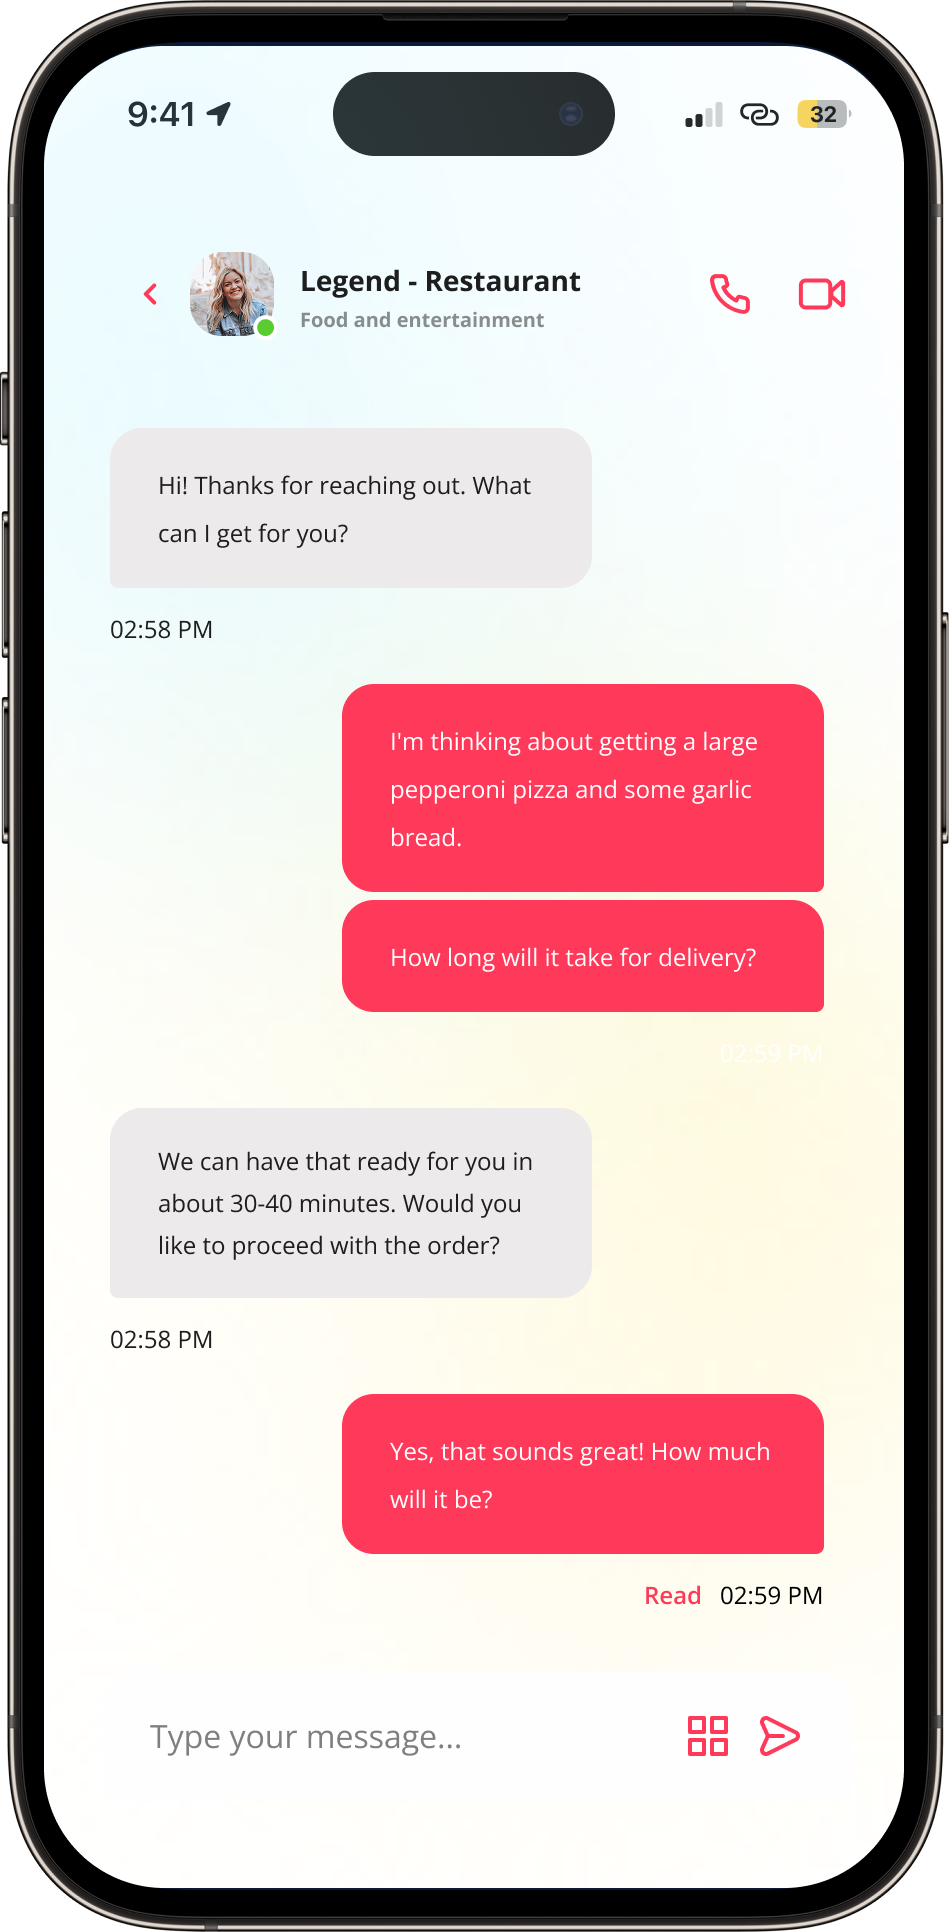 9:41
32
Legend - Restaurant
Food and entertainment
Hi! Thanks for reaching out. What
can I get for you?
02:58 PM
I'm thinking about getting a large
pepperoni pizza and some garlic
bread.
How long will it take for delivery?
02:59 PM
We can have that ready for you in
about 30-40 minutes. Would you
like to proceed with the order?
02:58 PM
Yes, that sounds great! How much
will it be?
Read 02:59 PM
Type your message...